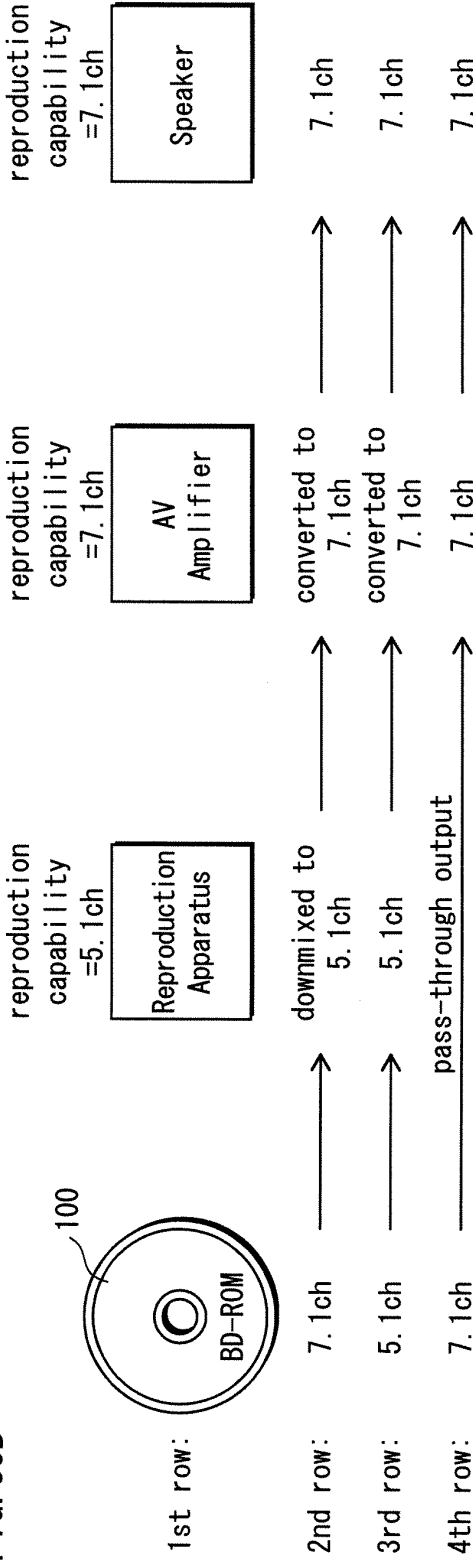 reproduction
capability
=5.1ch
reproduction
capability
=7.1ch
reproduction
capability
=7.1ch
100
1st row:
BD-ROM
Reproduction
Apparatus
AV
Amplifier
Speaker
2nd row: 7.1ch downmixed to 5.1ch converted to 7.1ch 7.1ch
3rd row: 5.1ch 5.1ch converted to 7.1ch 7.1ch
pass-through output
4th row: 7.1ch 7.1ch 7.1ch